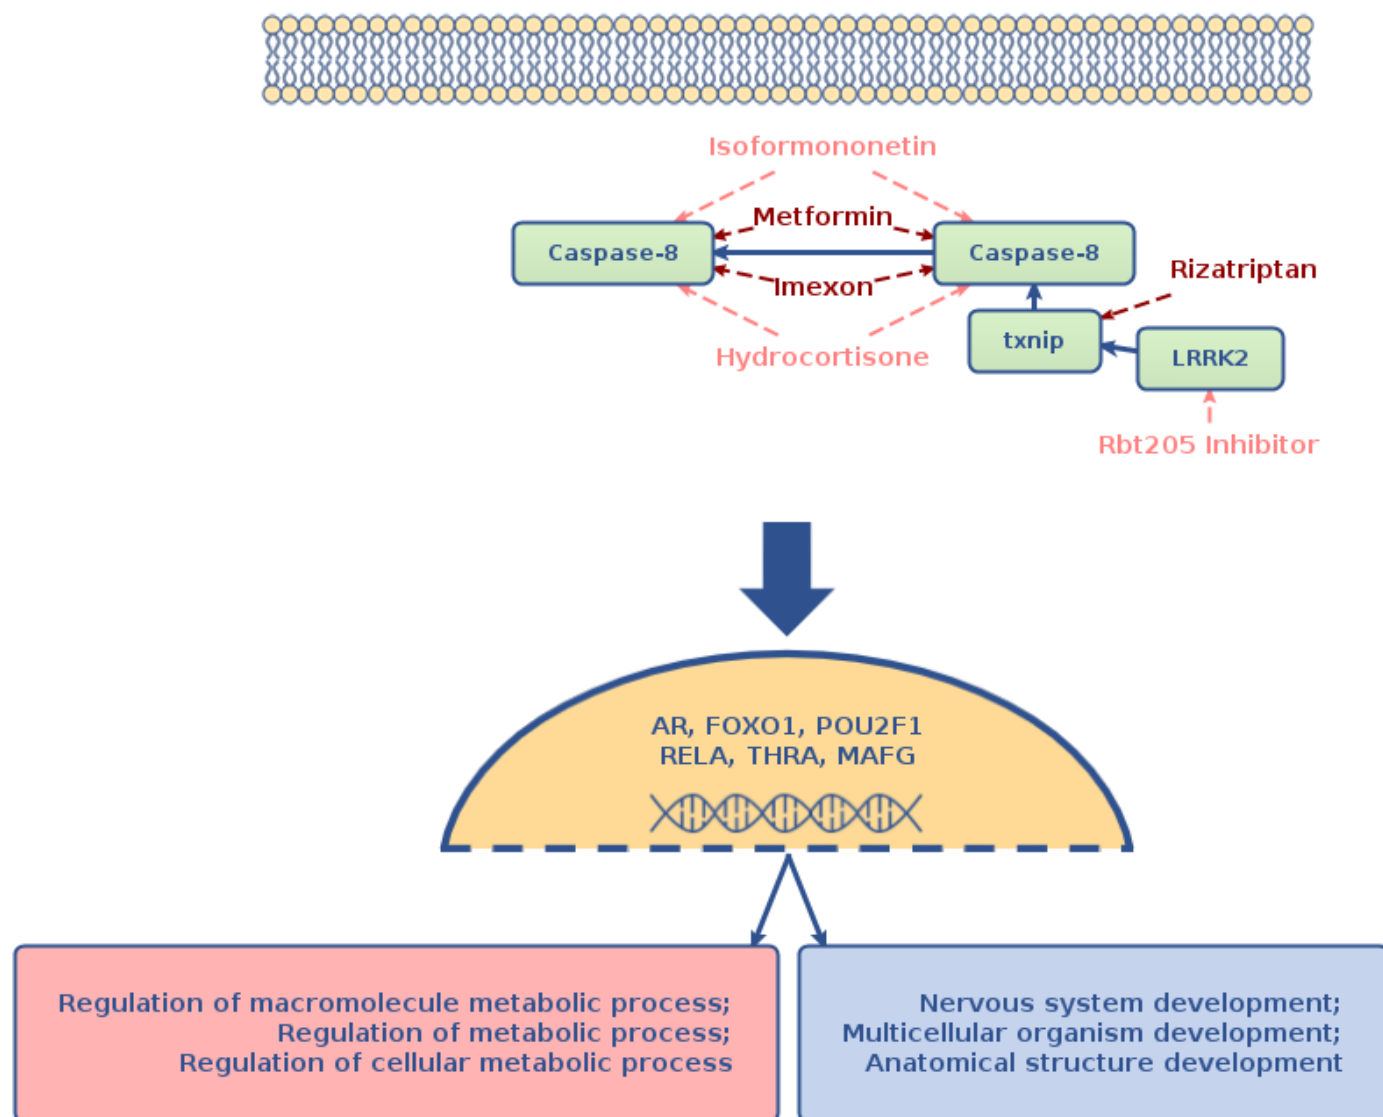 Isoformononetin
Metformin
Caspase-8
Caspase-8
Rizatriptan
Imexon
txnip
Hydrocortisone
LRRK2
Rbt205 Inhibitor
AR, FOXO1, POU2F1
RELA, THRA, MAFG
Regulation of macromolecule metabolic process;
Regulation of metabolic process;
Regulation of cellular metabolic process
Nervous system development;
Multicellular organism development;
Anatomical structure development